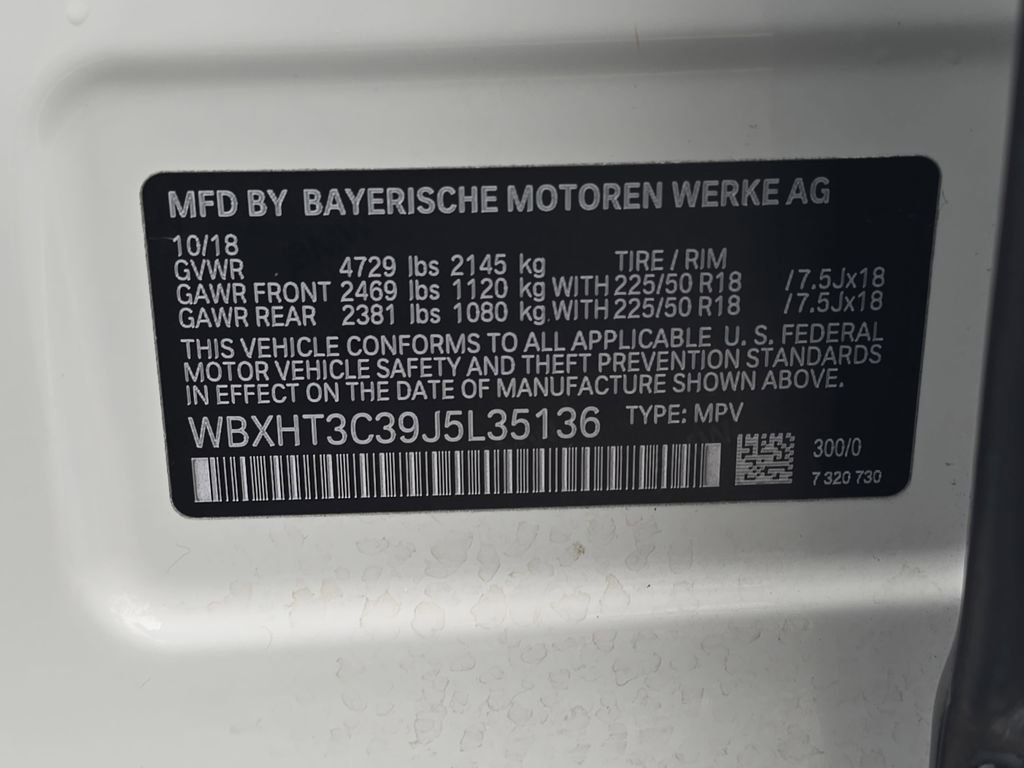 MFD BY BAYERISCHE MOTOREN WERKE AG
10/18
GVWR 4729 lbs 2145 kg TIRE / RIM
GAWR FRONT 2469 lbs 1120 kg WITH 225/50 R18 /7.5Jx18
GAWR REAR 2381 lbs 1080 kg WITH 225/50 R18 /7.5Jx18
THIS VEHICLE CONFORMS TO ALL APPLICABLE U. S. FEDERAL
MOTOR VEHICLE SAFETY AND THEFT PREVENTION STANDARDS
IN EFFECT ON THE DATE OF MANUFACTURE SHOWN ABOVE.
WBXHT3C39J5L35136 TYPE: MPV
300/0
7 320 730